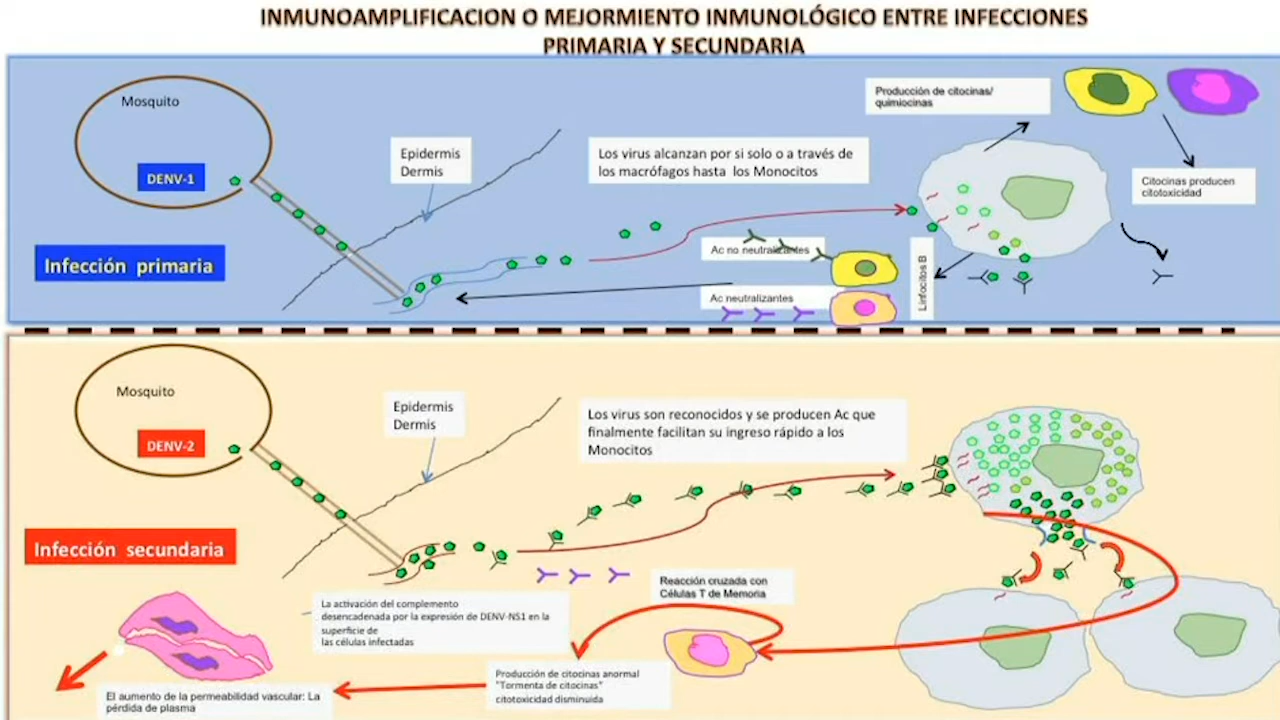 INMUNOAMPLIFICACION O MEJORMIENTO INMUNOLÓGICO ENTRE INFECCIONES
PRIMARIA Y SECUNDARIA
Mosquito
DENV-1
Infección primaria
Epidermis
Dermis
Los virus alcanzan por si solo o a través de
los macrófagos hasta los Monocitos
Producción de citocinas/
quimiocinas
Citocinas producen
citotoxicidad
Ac no neutralizantes
Ac neutralizantes
Linfocitos B
Mosquito
DENV-2
Infección secundaria
Epidermis
Dermis
Los virus son reconocidos y se producen Ac que
finalmente facilitan su ingreso rápido a los
Monocitos
Reacción cruzada con
Células T de Memoria
La activación del complemento
desencadenada por la expresión de DENV-NS1 en la
superficie de
las células infectadas
Producción de citocinas anormal
"Tormenta de citocinas"
citotoxicidad disminuida
El aumento de la permeabilidad vascular: La
pérdida de plasma